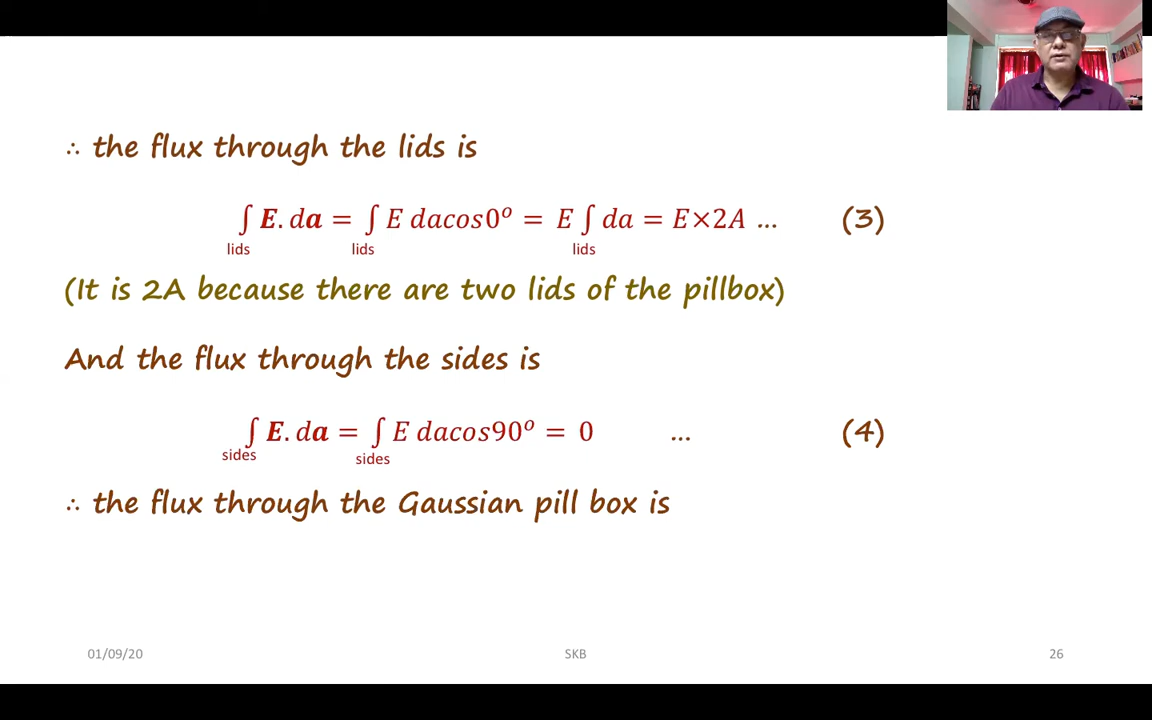 ∴ the flux through the lids is
∫ E. da = ∫ E dacos0° = E ∫ da = E×2A … (3)
lids lids lids
(It is 2A because there are two lids of the pillbox)
And the flux through the sides is
∫ E. da = ∫ E dacos90° = 0 … (4)
sides sides
∴ the flux through the Gaussian pill box is
01/09/20 SKB 26